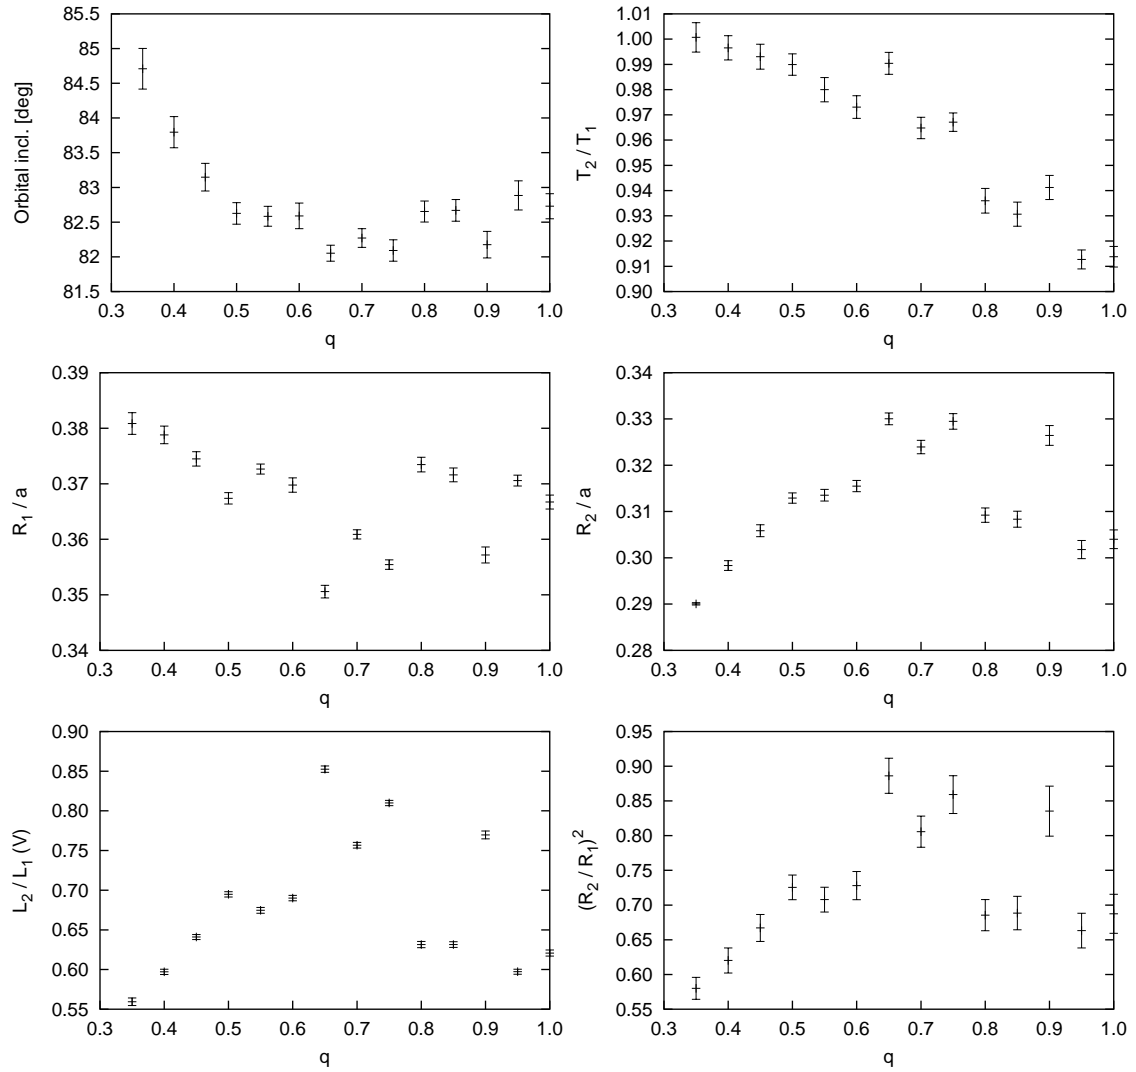 85.5
85
84.5
84
83.5
83
82.5
82
81.5
Orbital incl. [deg]
0.3 0.4 0.5 0.6 0.7 0.8 0.9 1.0
q
1.01
1.00
0.99
0.98
0.97
0.96
0.95
0.94
0.93
0.92
0.91
0.90
T2 / T1
0.3 0.4 0.5 0.6 0.7 0.8 0.9 1.0
q
0.39
0.38
0.37
0.36
0.35
0.34
R1 / a
0.3 0.4 0.5 0.6 0.7 0.8 0.9 1.0
q
0.34
0.33
0.32
0.31
0.30
0.29
0.28
R2 / a
0.3 0.4 0.5 0.6 0.7 0.8 0.9 1.0
q
0.90
0.85
0.80
0.75
0.70
0.65
0.60
0.55
L2 / L1 (V)
0.3 0.4 0.5 0.6 0.7 0.8 0.9 1.0
q
0.95
0.90
0.85
0.80
0.75
0.70
0.65
0.60
0.55
(R2 / R1)²
0.3 0.4 0.5 0.6 0.7 0.8 0.9 1.0
q